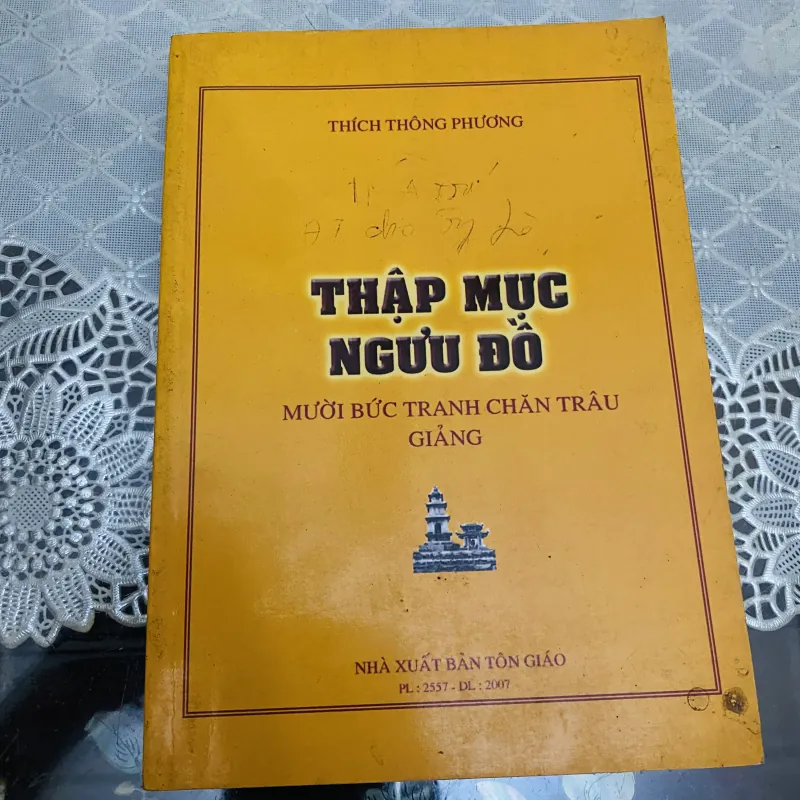 THÍCH THÔNG PHƯƠNG
THẬP MỤC
NGƯU ĐỒ
MƯỜI BỨC TRANH CHĂN TRÂU
GIẢNG
NHÀ XUẤT BẢN TÔN GIÁO
PL : 2557 - DL : 2007